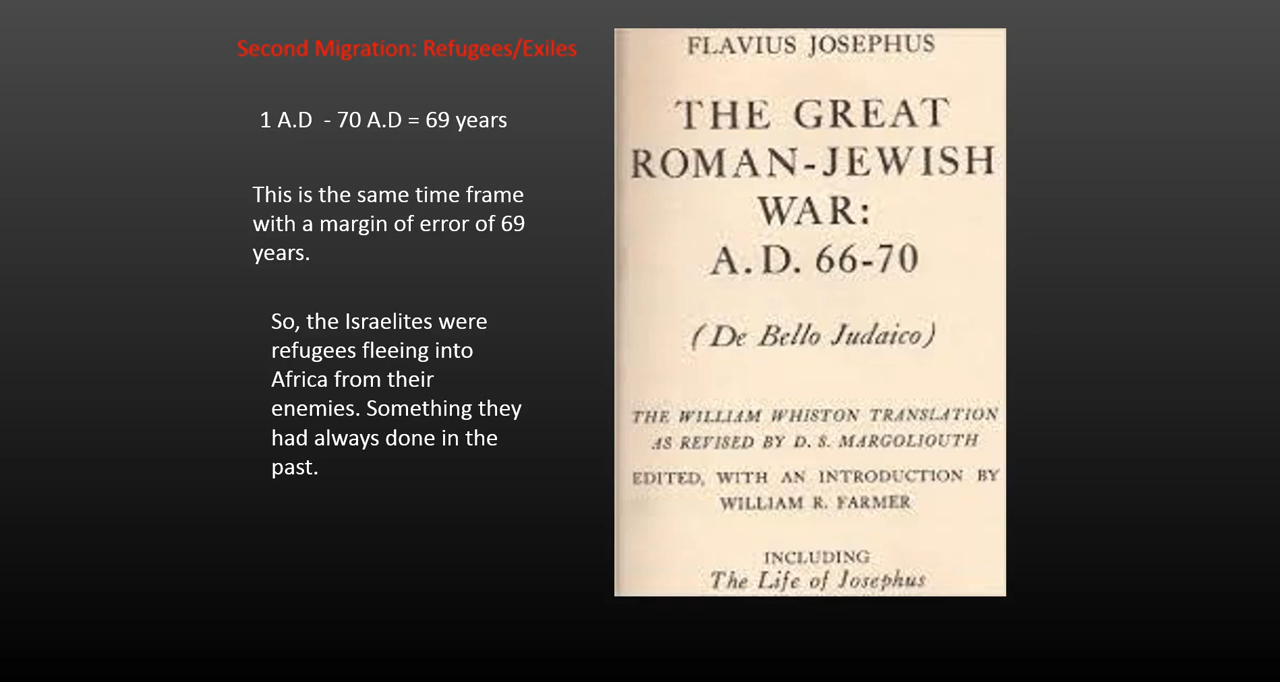 Second Migration: Refugees/Exiles
1 A.D - 70 A.D = 69 years
This is the same time frame
with a margin of error of 69
years.
So, the Israelites were
refugees fleeing into
Africa from their
enemies. Something they
had always done in the
past.
FLAVIUS JOSEPHUS
THE GREAT
ROMAN-JEWISH
WAR:
A.D. 66-70
(De Bello Judaico)
THE WILLIAM WHISTON TRANSLATION
AS REVISED BY D. S. MARGOLIOUTH
EDITED, WITH AN INTRODUCTION BY
WILLIAM R. FARMER
INCLUDING
The Life of Josephus